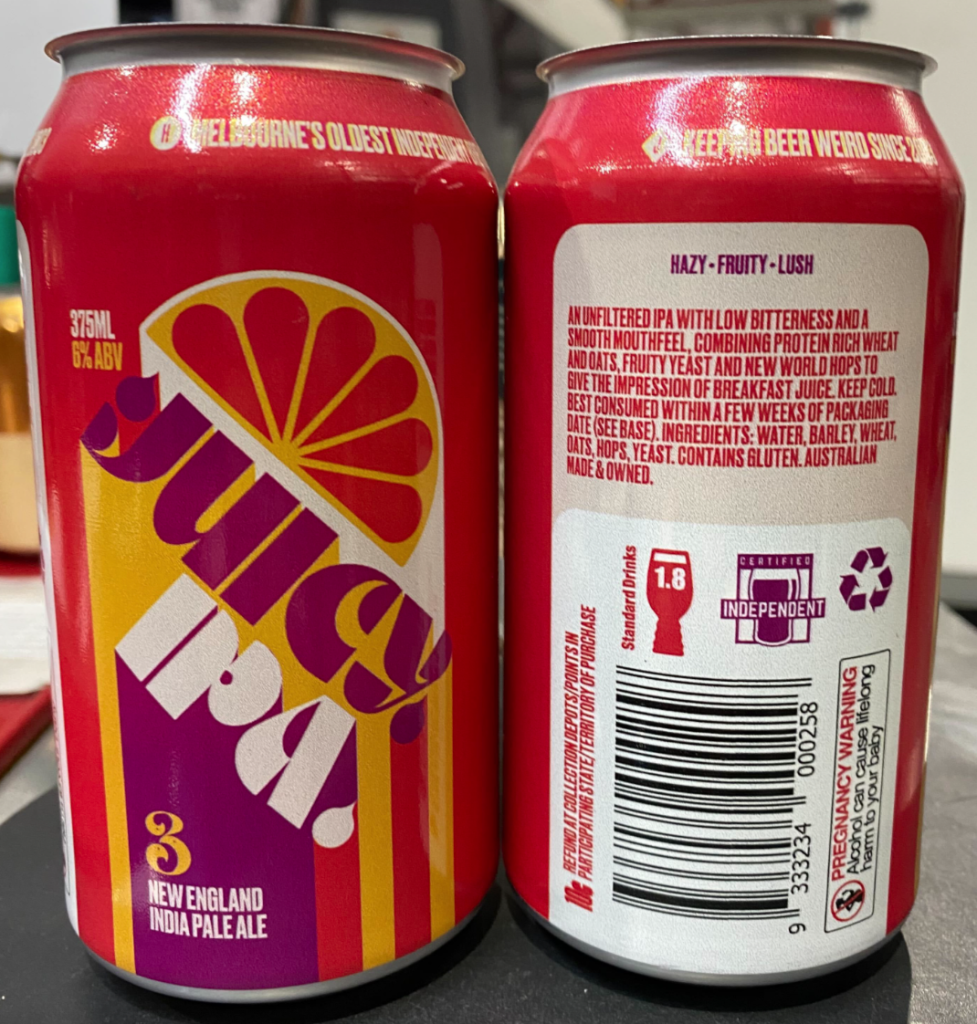 MELBOURNE'S OLDEST INDEPENDENT
375ML
6% ABV
juicy
ipa
3
NEW ENGLAND
INDIA PALE ALE
KEEPING BEER WEIRD SINCE
HAZY • FRUITY • LUSH
AN UNFILTERED IPA WITH LOW BITTERNESS AND A
SMOOTH MOUTHFEEL, COMBINING PROTEIN RICH WHEAT
AND OATS, FRUITY YEAST AND NEW WORLD HOPS TO
GIVE THE IMPRESSION OF BREAKFAST JUICE. KEEP COLD.
BEST CONSUMED WITHIN A FEW WEEKS OF PACKAGING
DATE (SEE BASE). INGREDIENTS: WATER, BARLEY, WHEAT,
OATS, HOPS, YEAST. CONTAINS GLUTEN. AUSTRALIAN
MADE & OWNED.
Standard Drinks
1.8
CERTIFIED
INDEPENDENT
10¢
REFUND AT COLLECTION DEPOTS/POINTS IN
PARTICIPATING STATE/TERRITORY OF PURCHASE
9 333234 000258
PREGNANCY WARNING
Alcohol can cause lifelong
harm to your baby